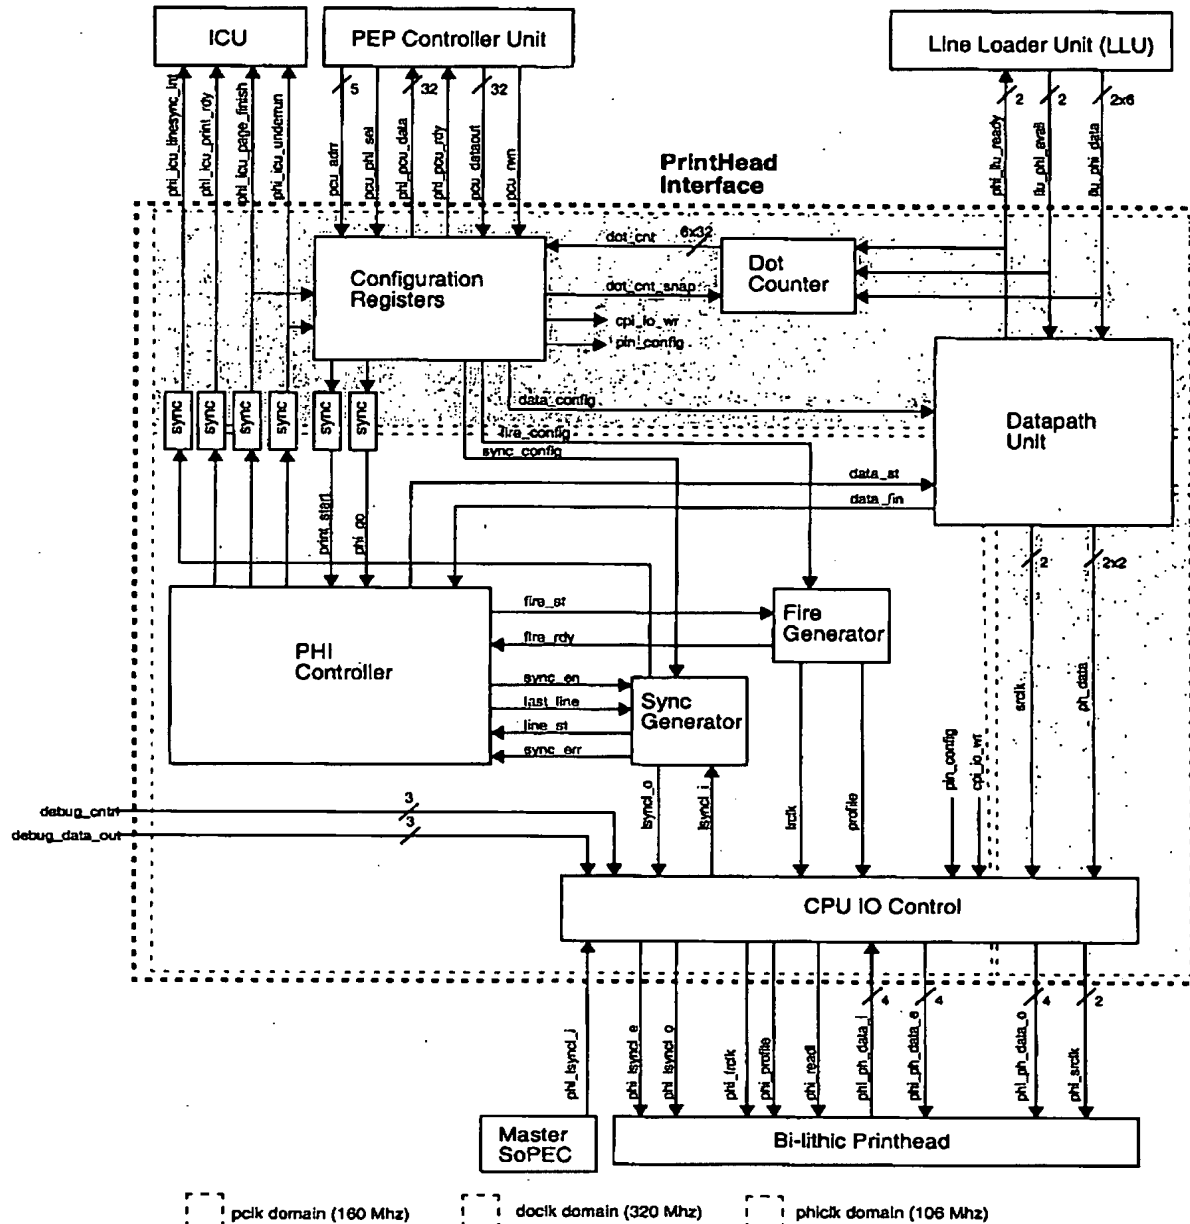 ICU
PEP Controller Unit
Line Loader Unit (LLU)
phi_icu_linesync_int
phi_icu_print_rdy
phi_icu_page_finish
phi_icu_underrun
5
32
32
pcu_adrr
pcu_phi_sel
phi_pcu_data
phi_pcu_rdy
pcu_dataout
pcu_rwn
2
2
2x6
phi_llu_ready
llu_phi_avail
llu_phi_data
PrintHead
Interface
Configuration
Registers
dot_cnt
6x32
dot_cnt_snap
cpi_io_wr
pin_config
Dot
Counter
sync
sync
sync
sync
sync
sync
data_config
fire_config
sync_config
Datapath
Unit
data_st
data_fin
print_start
phi_go
2
2x2
srclk
ph_data
PHI
Controller
fire_st
fire_rdy
Fire
Generator
sync_en
last_line
line_st
sync_err
Sync
Generator
lsyncl_o
lsyncl_i
frclk
profile
pin_config
cpi_io_wr
debug_cntrl
3
debug_data_out
3
CPU IO Control
4
4
4
2
phi_lsyncl_i
phi_lsyncl_e
phi_lsyncl_o
phi_frclk
phi_profile
phi_readl
phi_ph_data_i
phi_ph_data_e
phi_ph_data_o
phi_srclk
Master
SoPEC
Bi-lithic Printhead
pclk domain (160 Mhz)
doclk domain (320 Mhz)
phiclk domain (106 Mhz)